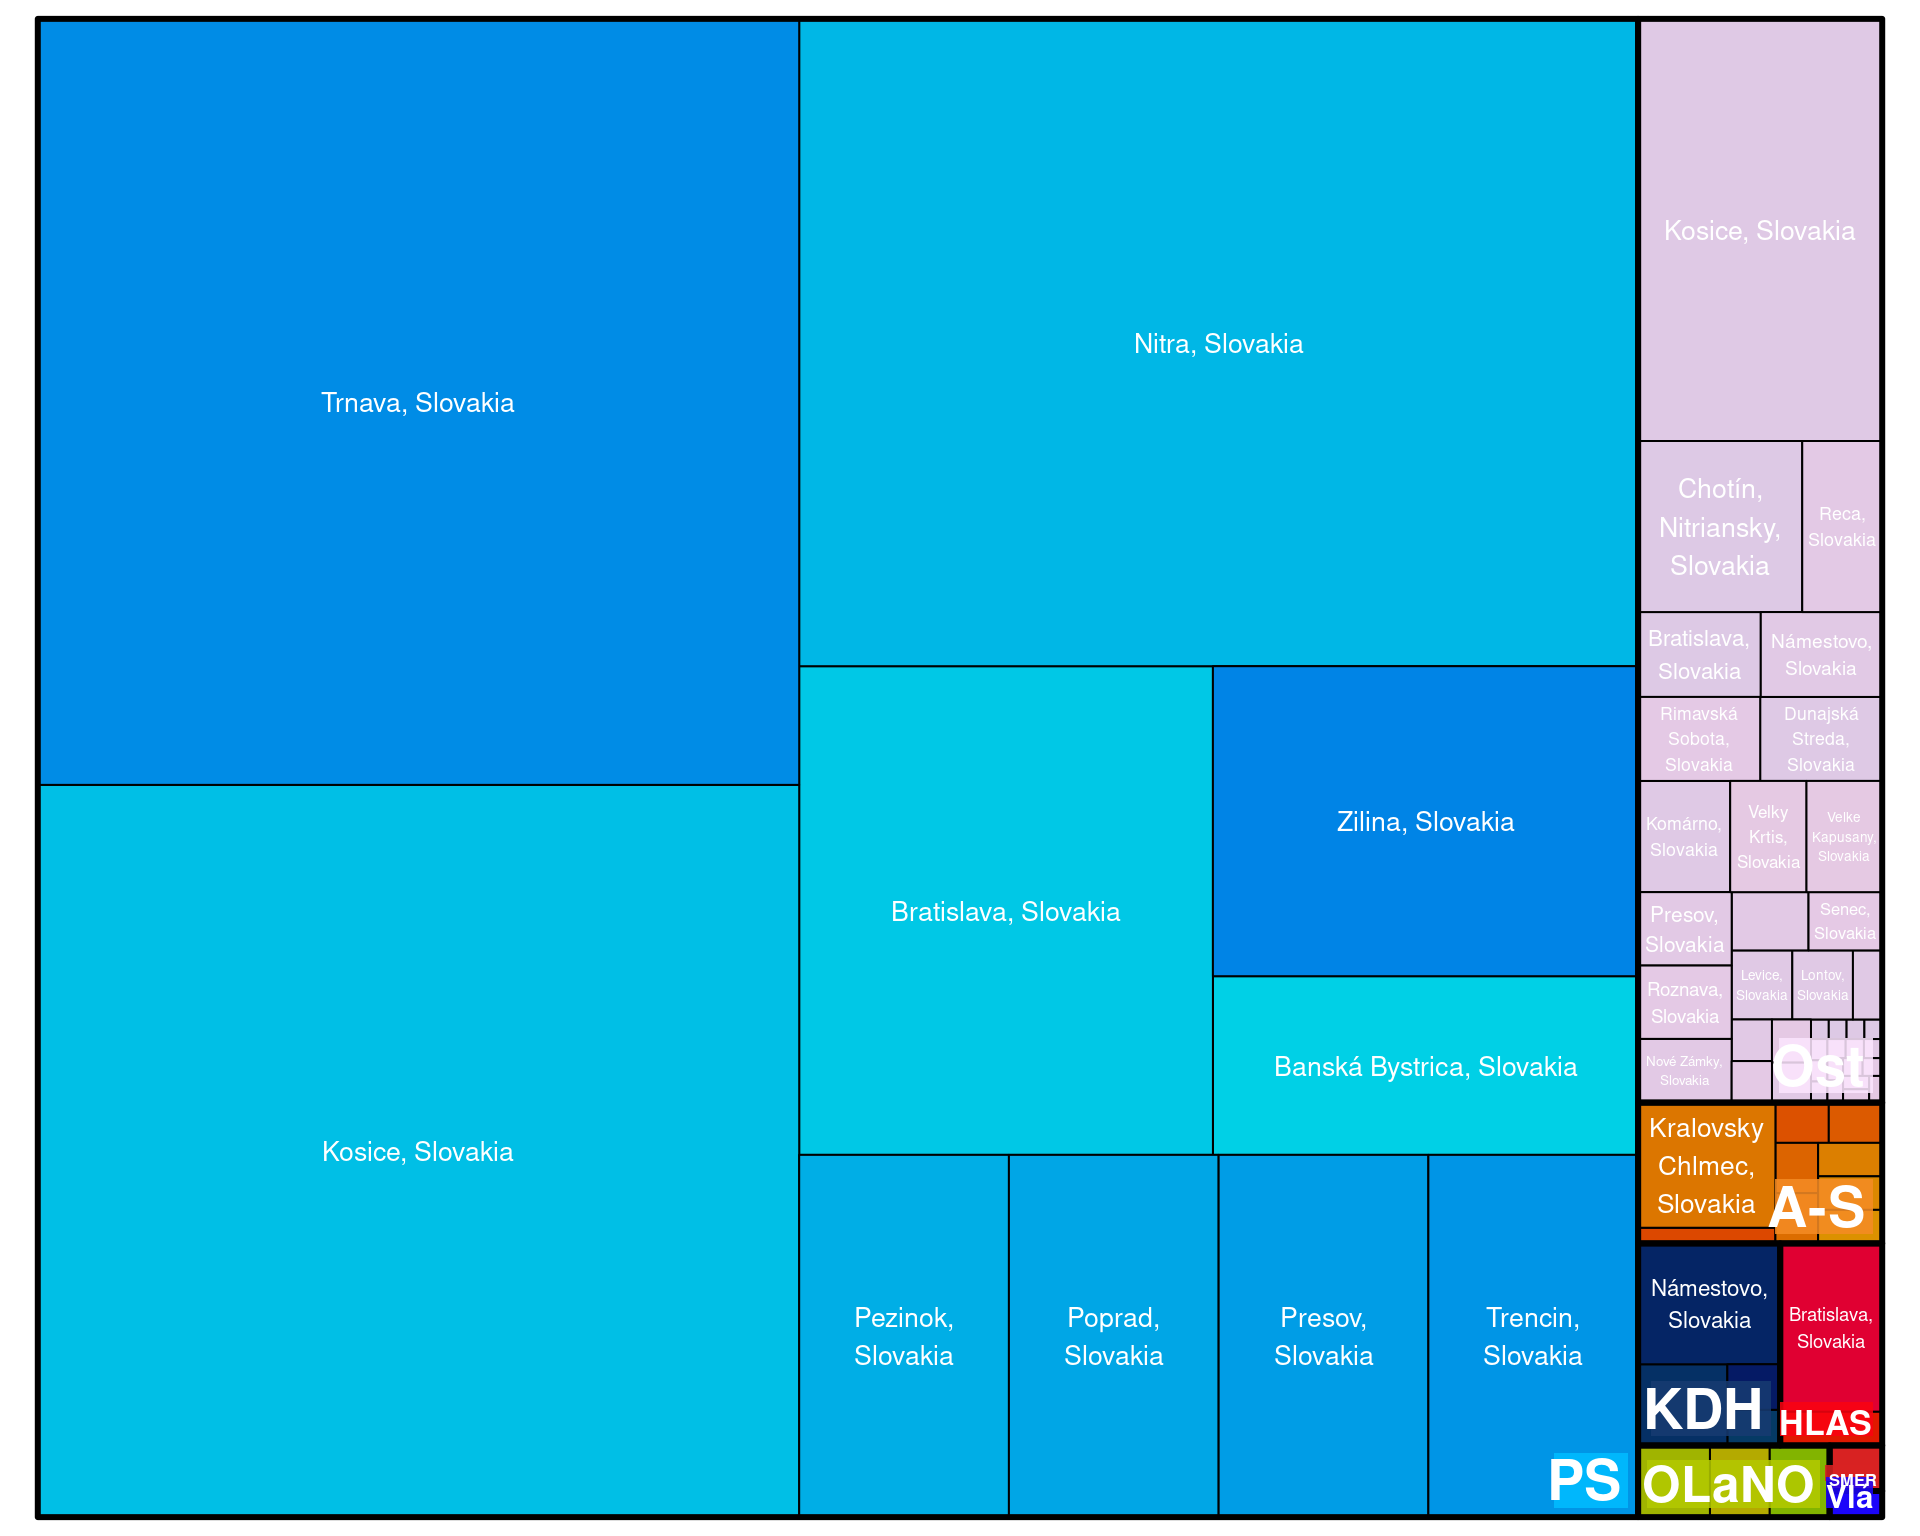 Trnava, Slovakia
Kosice, Slovakia
Nitra, Slovakia
Bratislava, Slovakia
Zilina, Slovakia
Banská Bystrica, Slovakia
Pezinok,
Slovakia
Poprad,
Slovakia
Presov,
Slovakia
Trencin,
Slovakia
PS
Kosice, Slovakia
Chotín,
Nitriansky,
Slovakia
Reca,
Slovakia
Bratislava,
Slovakia
Námestovo,
Slovakia
Rimavská
Sobota,
Slovakia
Dunajská
Streda,
Slovakia
Komárno,
Slovakia
Velky
Krtis,
Slovakia
Velke
Kapusany,
Slovakia
Presov,
Slovakia
Senec,
Slovakia
Roznava,
Slovakia
Levice,
Slovakia
Lontov,
Slovakia
Nové Zámky,
Slovakia
Ost
Kralovsky
Chlmec,
Slovakia
A-S
Námestovo,
Slovakia
KDH
Bratislava,
Slovakia
HLAS
OLaNO
SMER
Vlá